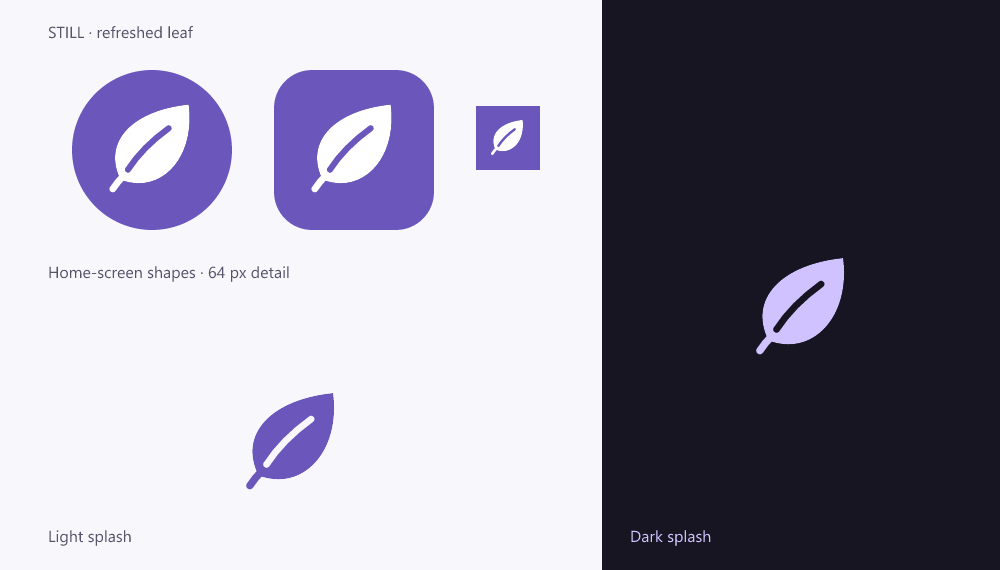 STILL · refreshed leaf
Home-screen shapes · 64 px detail
Light splash
Dark splash